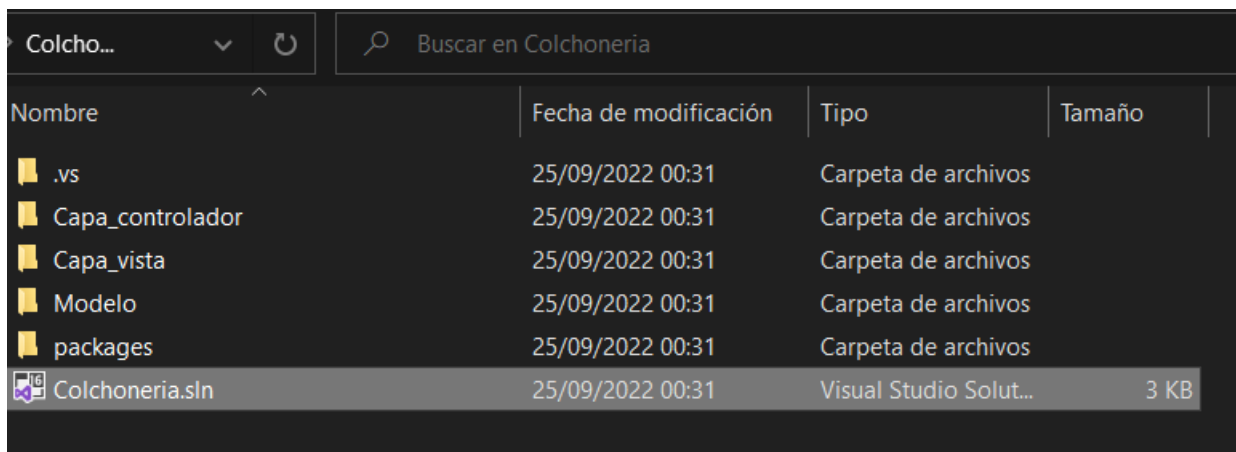 Colcho... Buscar en Colchoneria
Nombre Fecha de modificación Tipo Tamaño
.vs 25/09/2022 00:31 Carpeta de archivos
Capa_controlador 25/09/2022 00:31 Carpeta de archivos
Capa_vista 25/09/2022 00:31 Carpeta de archivos
Modelo 25/09/2022 00:31 Carpeta de archivos
packages 25/09/2022 00:31 Carpeta de archivos
Colchoneria.sln 25/09/2022 00:31 Visual Studio Solut... 3 KB